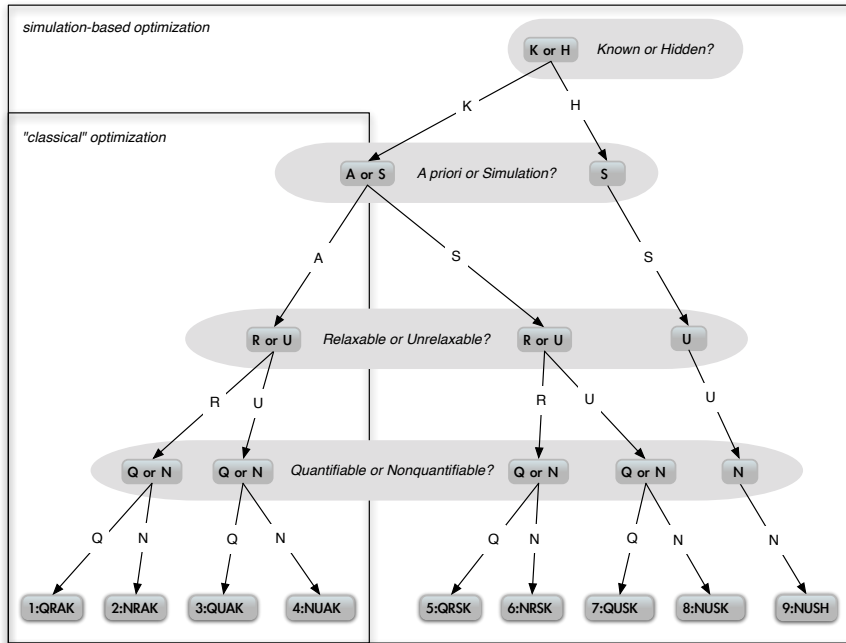 simulation-based optimization
K or H
Known or Hidden?
K
H
"classical" optimization
A or S
A priori or Simulation?
S
A
S
S
R or U
Relaxable or Unrelaxable?
R or U
U
R
U
R
U
U
Q or N
Q or N
Quantifiable or Nonquantifiable?
Q or N
Q or N
N
Q
N
Q
N
Q
N
Q
N
N
1:QRAK
2:NRAK
3:QUAK
4:NUAK
5:QRSK
6:NRSK
7:QUSK
8:NUSK
9:NUSH